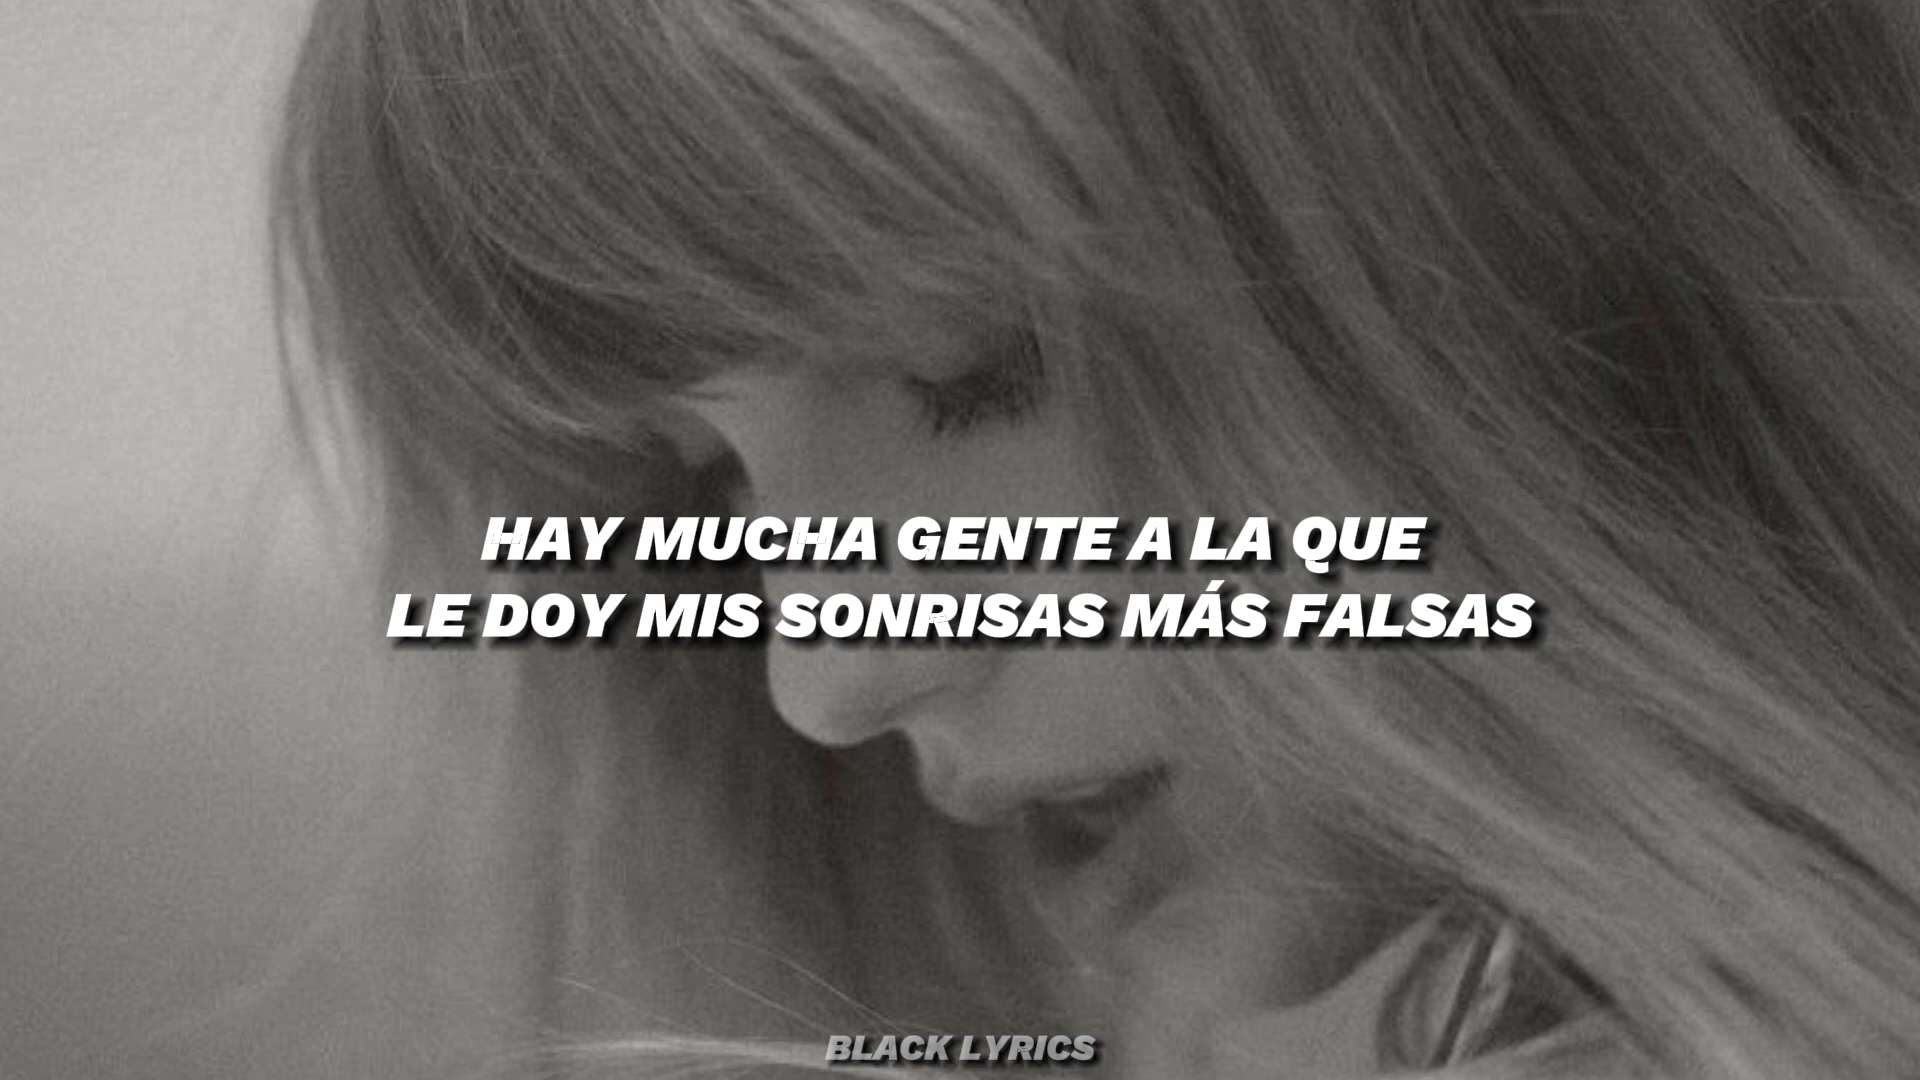 HAY MUCHA GENTE A LA QUE
LE DOY MIS SONRISAS MÁS FALSAS
BLACK LYRICS